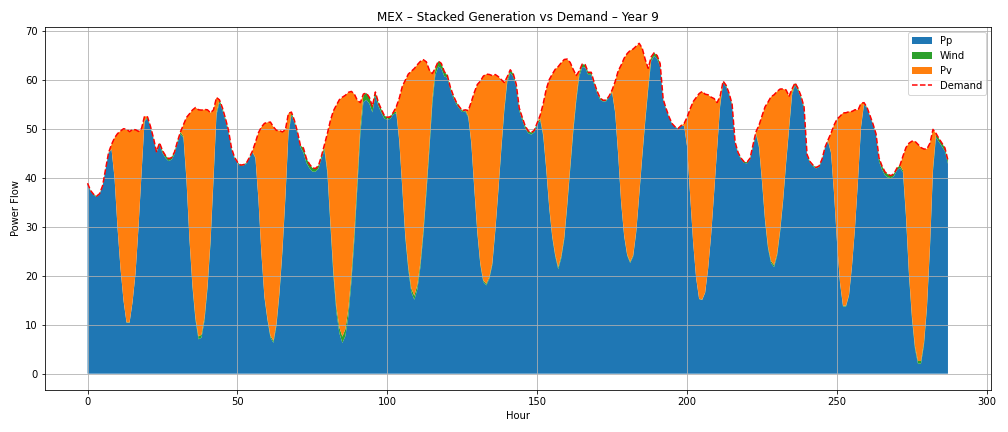 MEX – Stacked Generation vs Demand – Year 9
Pp
Wind
Pv
Demand
Power Flow
70
60
50
40
30
20
10
0
0 50 100 150 200 250 300
Hour